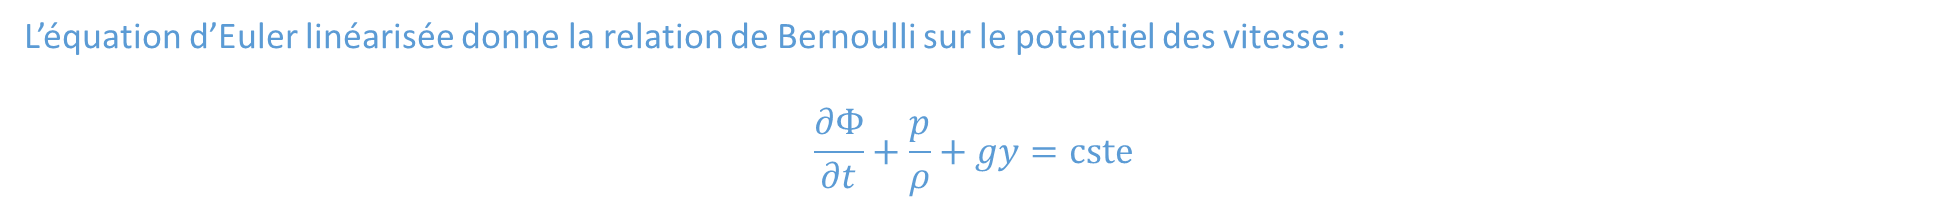 L’équation d’Euler linéarisée donne la relation de Bernoulli sur le potentiel des vitesse :
∂Φ/∂t + p/ρ + gy = cste